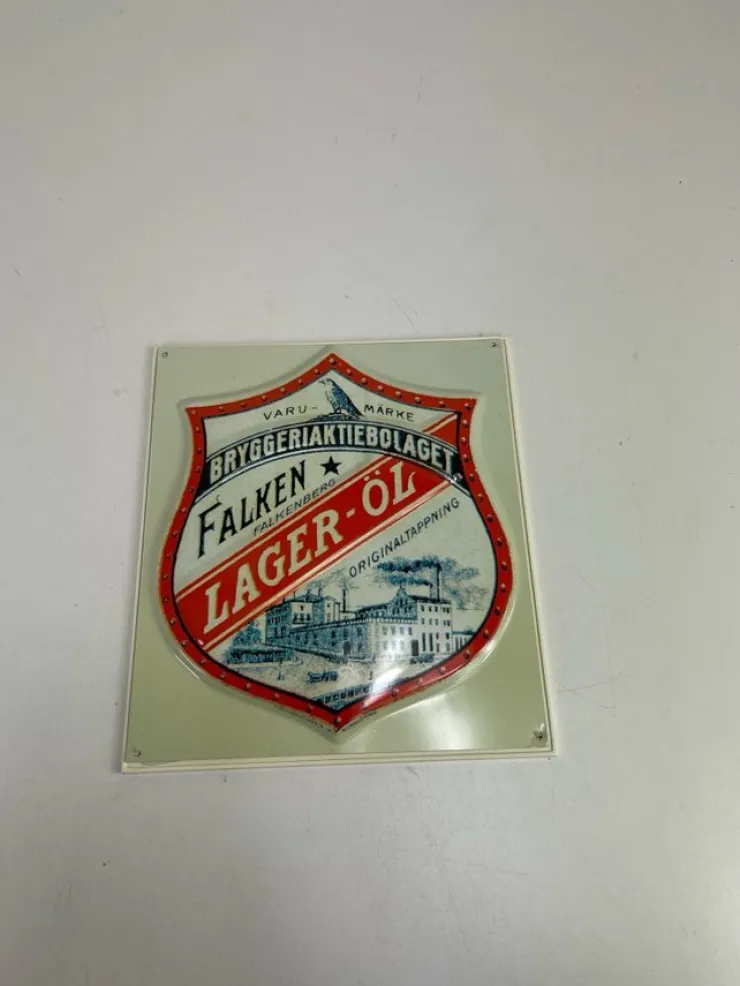 VARU- MÄRKE
BRYGGERIAKTIEBOLAGET
FALKEN ★
FALKENBERG
LAGER-ÖL
ORIGINALTAPPNING